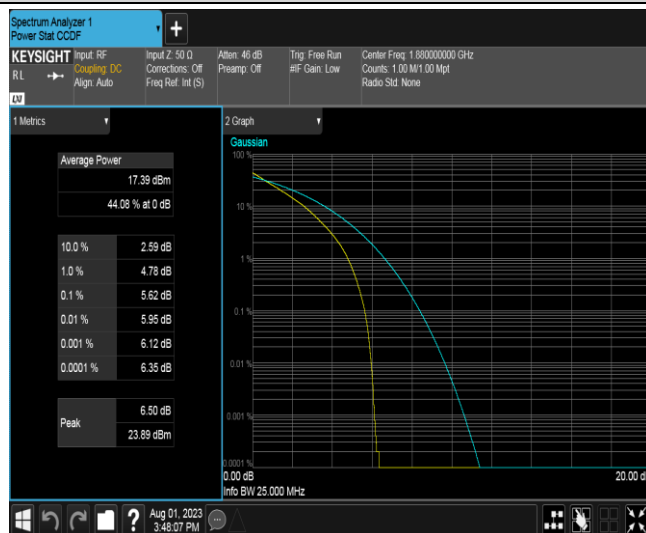 Spectrum Analyzer 1
Power Stat CCDF
+
KEYSIGHT
RL
LXI
Input: RF
Coupling: DC
Align: Auto
Input Z: 50 Ω
Corrections: Off
Freq Ref: Int (S)
Atten: 46 dB
Preamp: Off
Trig: Free Run
#IF Gain: Low
Center Freq: 1.880000000 GHz
Counts: 1.00 M/1.00 Mpt
Radio Std: None
1 Metrics
Average Power
17.39 dBm
44.08 % at 0 dB
10.0 % 2.59 dB
1.0 % 4.78 dB
0.1 % 5.62 dB
0.01 % 5.95 dB
0.001 % 6.12 dB
0.0001 % 6.35 dB
Peak
6.50 dB
23.89 dBm
2 Graph
Gaussian
100 %
10 %
1 %
0.1 %
0.01 %
0.001 %
0.0001 %
0.00 dB
20.00 d
Info BW 25.000 MHz
?
Aug 01, 2023
3:48:07 PM